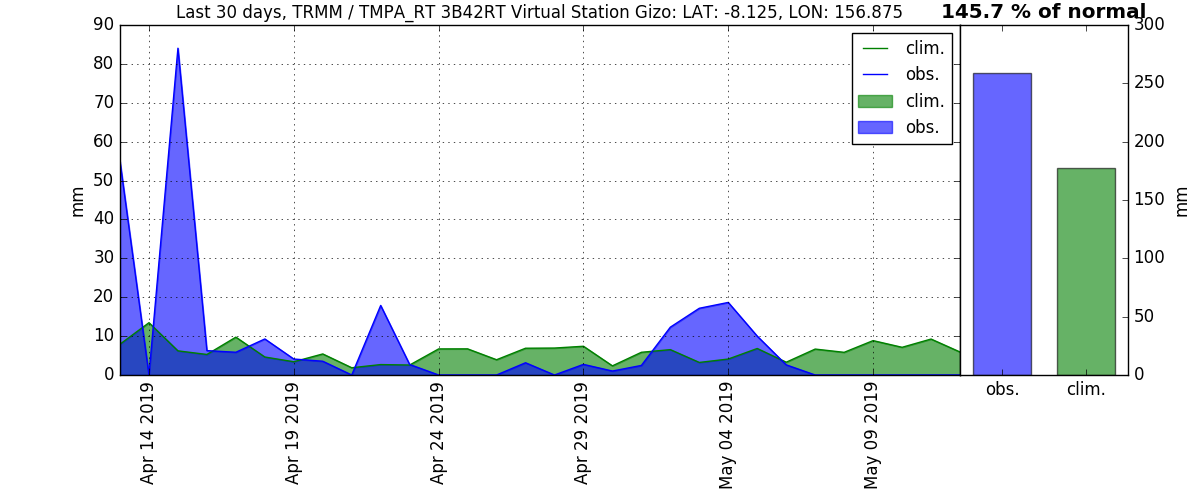 Last 30 days, TRMM / TMPA_RT 3B42RT Virtual Station Gizo: LAT: -8.125, LON: 156.875
145.7 % of normal
90
80
70
60
50
40
30
20
10
0
mm
clim.
obs.
clim.
obs.
Apr 14 2019
Apr 19 2019
Apr 24 2019
Apr 29 2019
May 04 2019
May 09 2019
300
250
200
150
100
50
0
mm
obs.
clim.